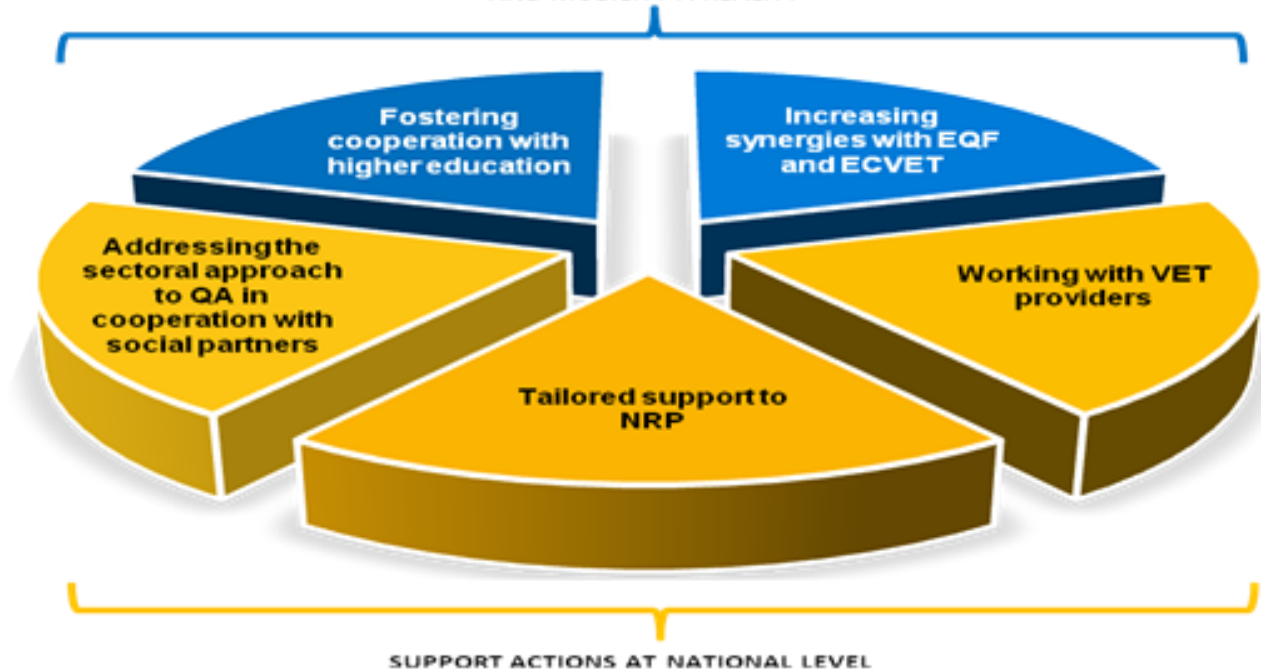 Fostering
cooperation with
higher education
Increasing
synergies with EQF
and ECVET
Addressing the
sectoral approach
to QA in
cooperation with
social partners
Working with VET
providers
Tailored support to
NRP
SUPPORT ACTIONS AT NATIONAL LEVEL